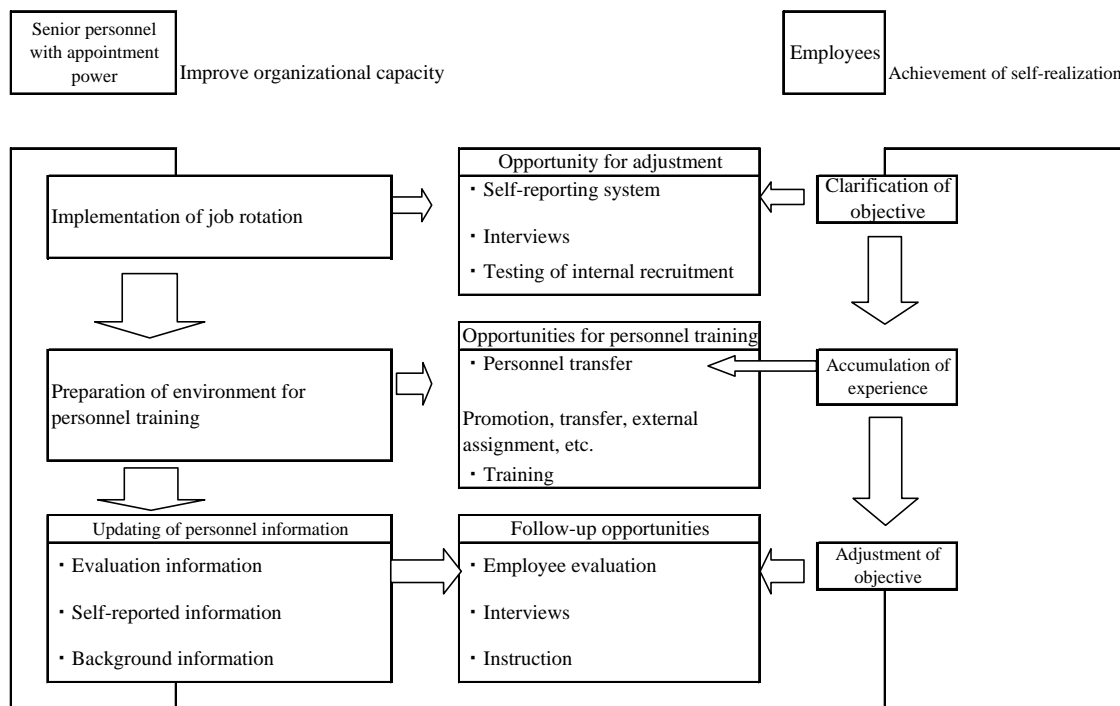 Senior personnel
with appointment
power
Improve organizational capacity
Employees
Achievement of self-realization
Implementation of job rotation
Opportunity for adjustment
・Self-reporting system
・Interviews
・Testing of internal recruitment
Clarification of
objective
Preparation of environment for
personnel training
Opportunities for personnel training
・Personnel transfer
Promotion, transfer, external
assignment, etc.
・Training
Accumulation of
experience
Updating of personnel information
・Evaluation information
・Self-reported information
・Background information
Follow-up opportunities
・Employee evaluation
・Interviews
・Instruction
Adjustment of
objective